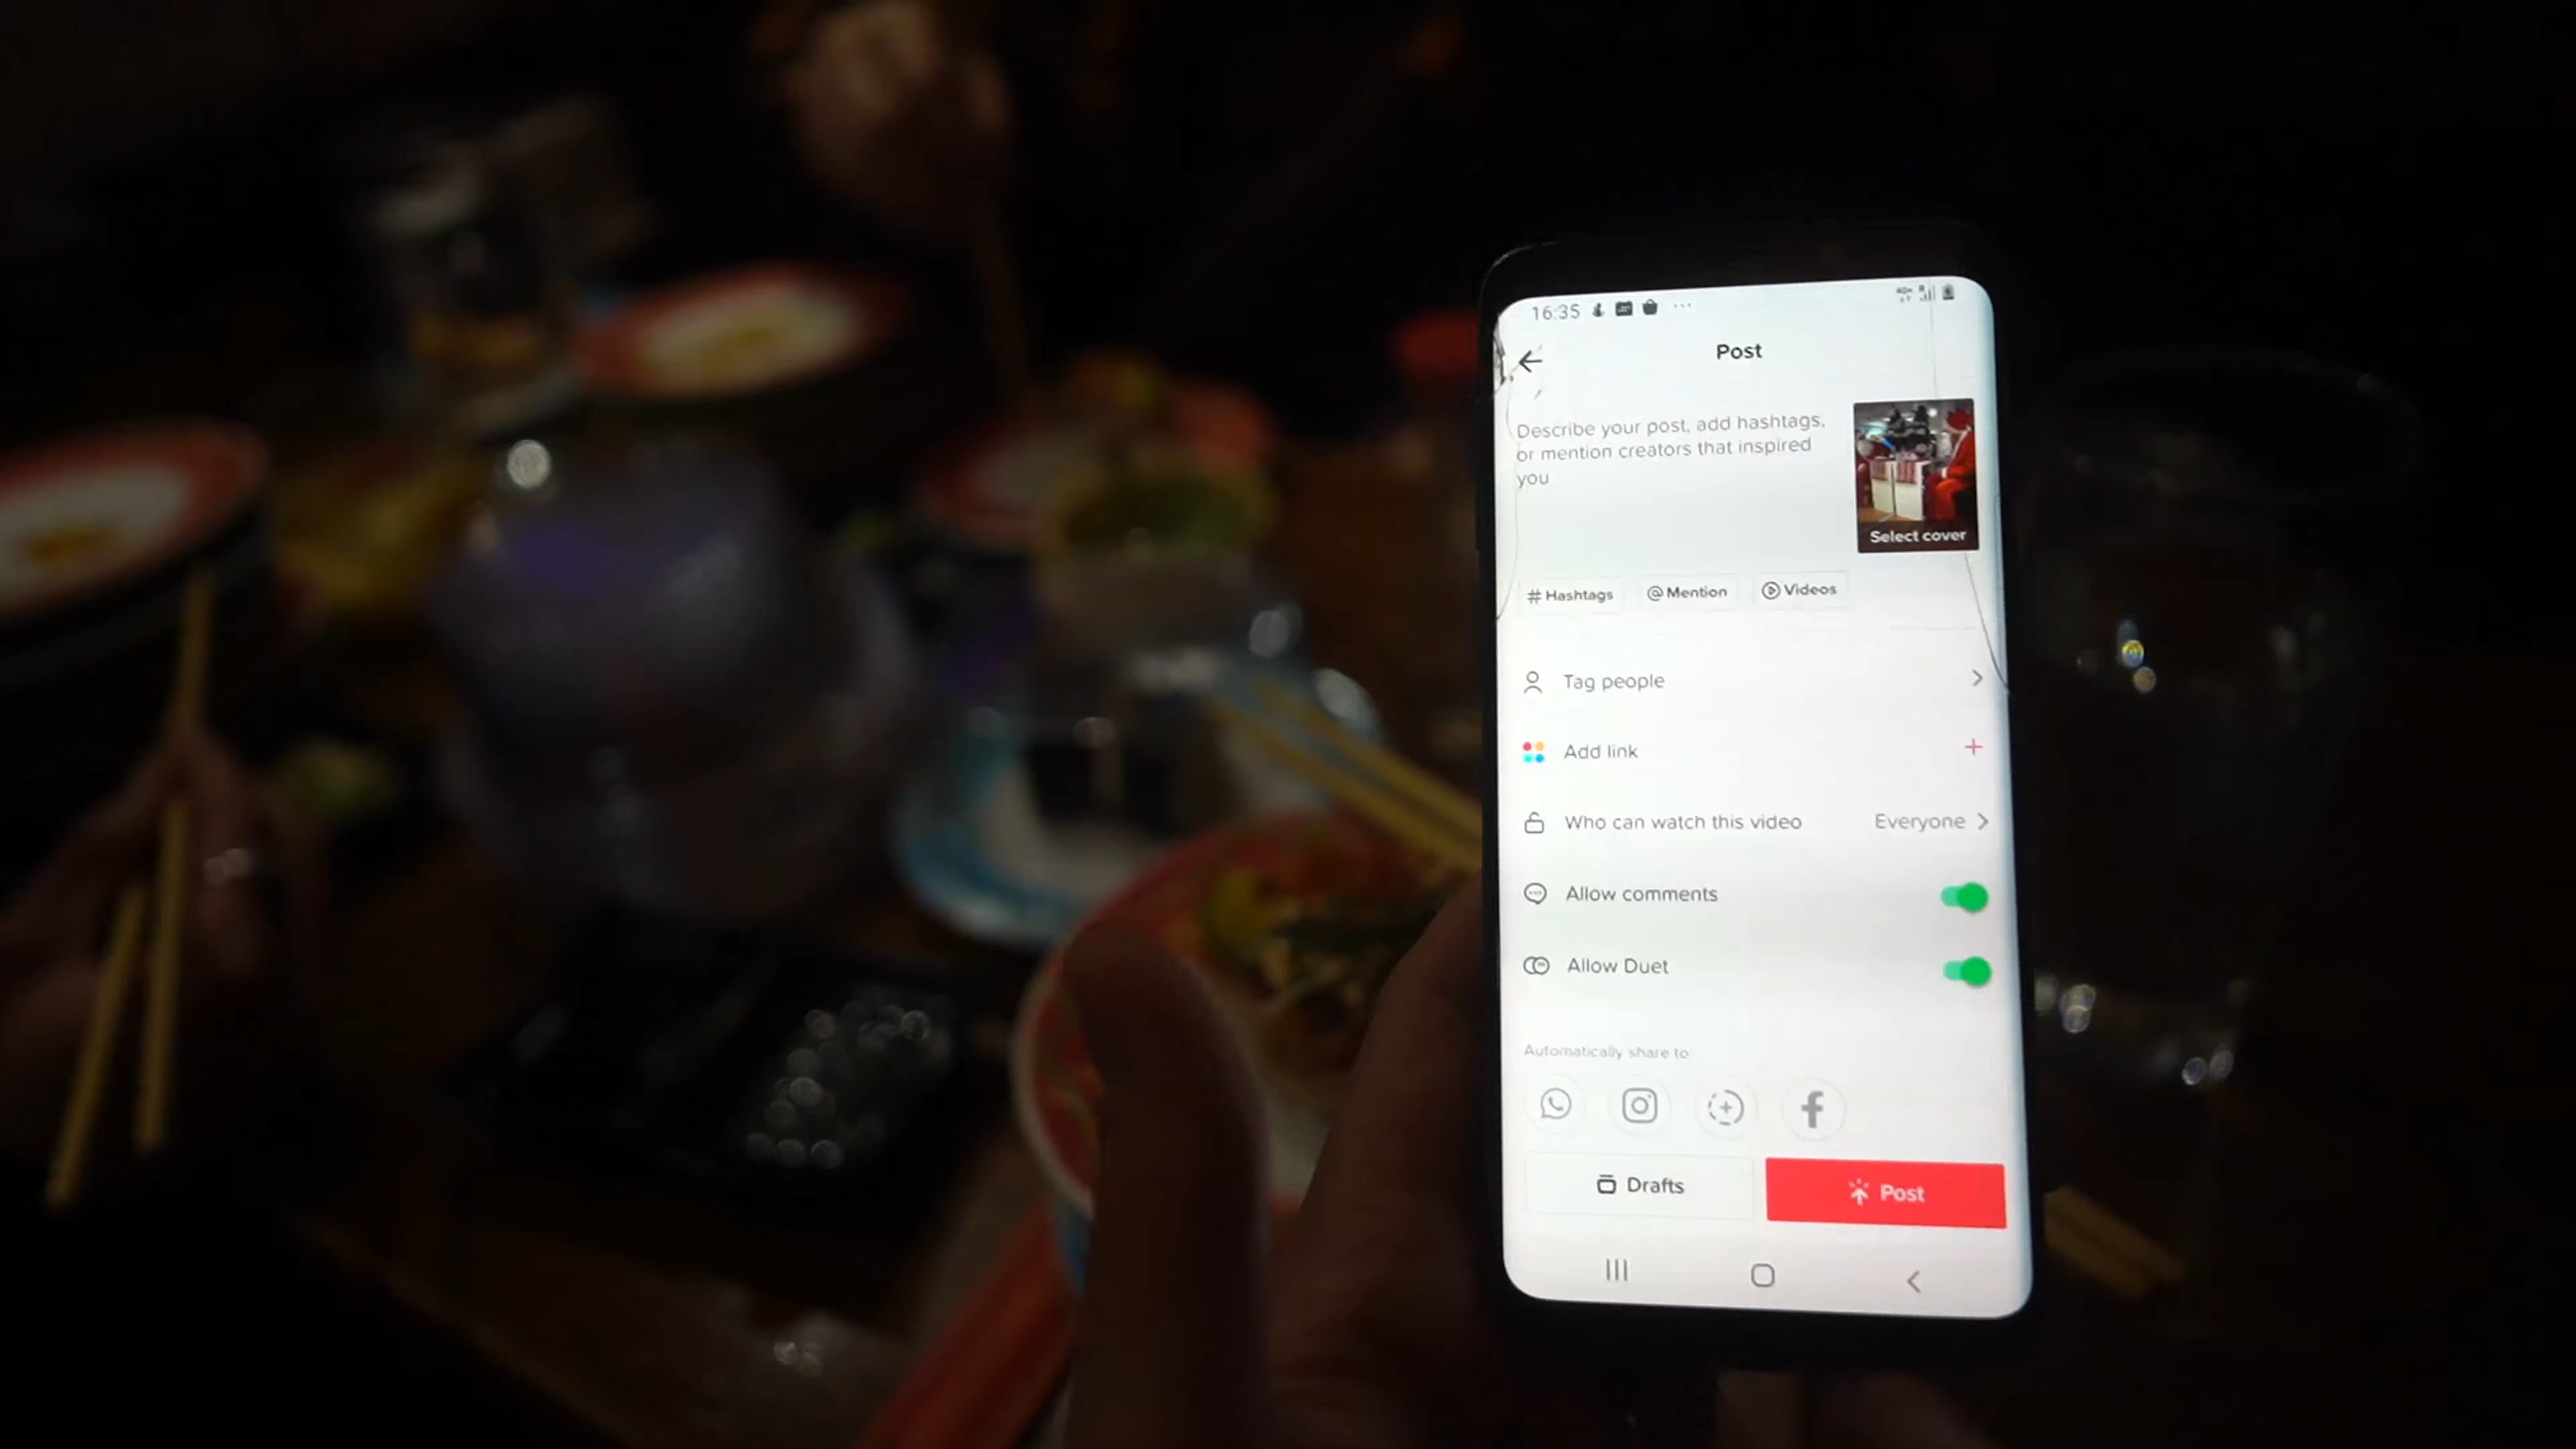 16:35
Post
Describe your post, add hashtags,
or mention creators that inspired
you
Select cover
# Hashtags @ Mention Videos
Tag people
Add link
Who can watch this video Everyone
Allow comments
Allow Duet
Automatically share to
Drafts Post